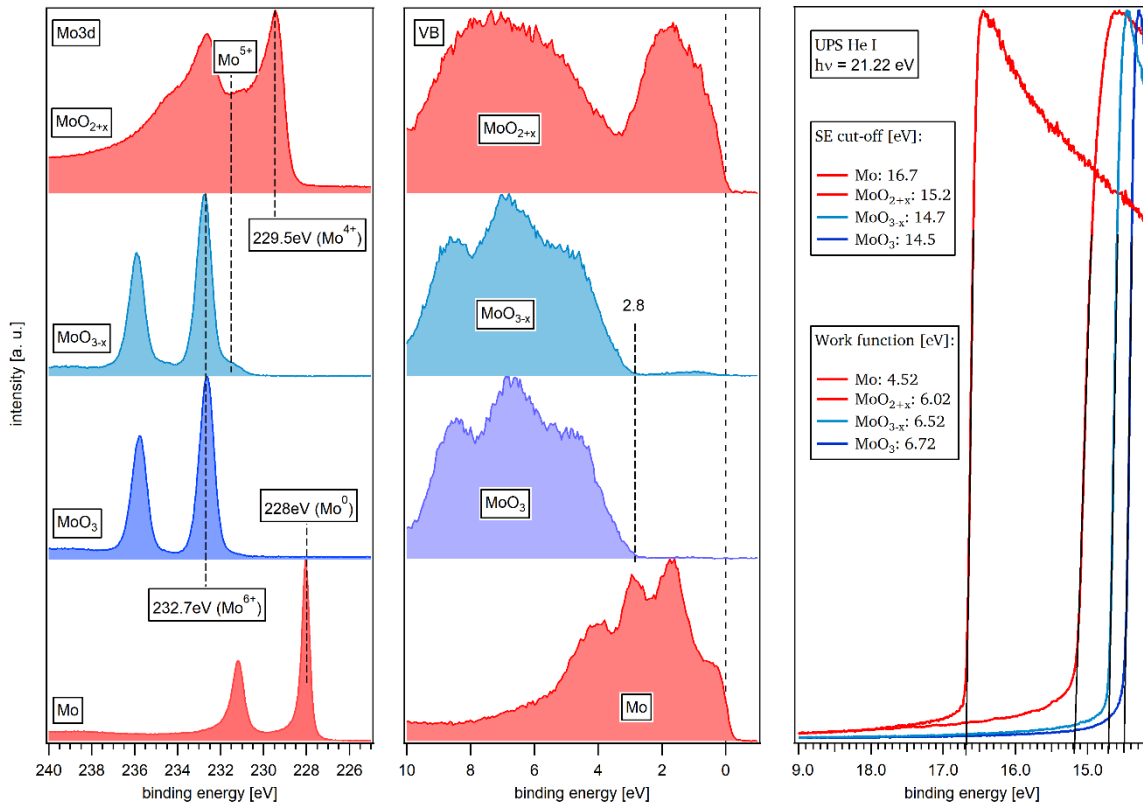 Mo3d
Mo5+
MoO2+x
229.5eV (Mo4+)
MoO3-x
228eV (Mo0)
MoO3
232.7eV (Mo6+)
Mo
intensity [a. u.]
240 238 236 234 232 230 228 226
binding energy [eV]
VB
MoO2+x
2.8
MoO3-x
MoO3
Mo
10 8 6 4 2 0
binding energy [eV]
UPS He I
hν = 21.22 eV
SE cut-off [eV]:
Mo: 16.7
MoO2+x: 15.2
MoO3-x: 14.7
MoO3: 14.5
Work function [eV]:
Mo: 4.52
MoO2+x: 6.02
MoO3-x: 6.52
MoO3: 6.72
19.0 17.0 16.0 15.0
binding energy [eV]